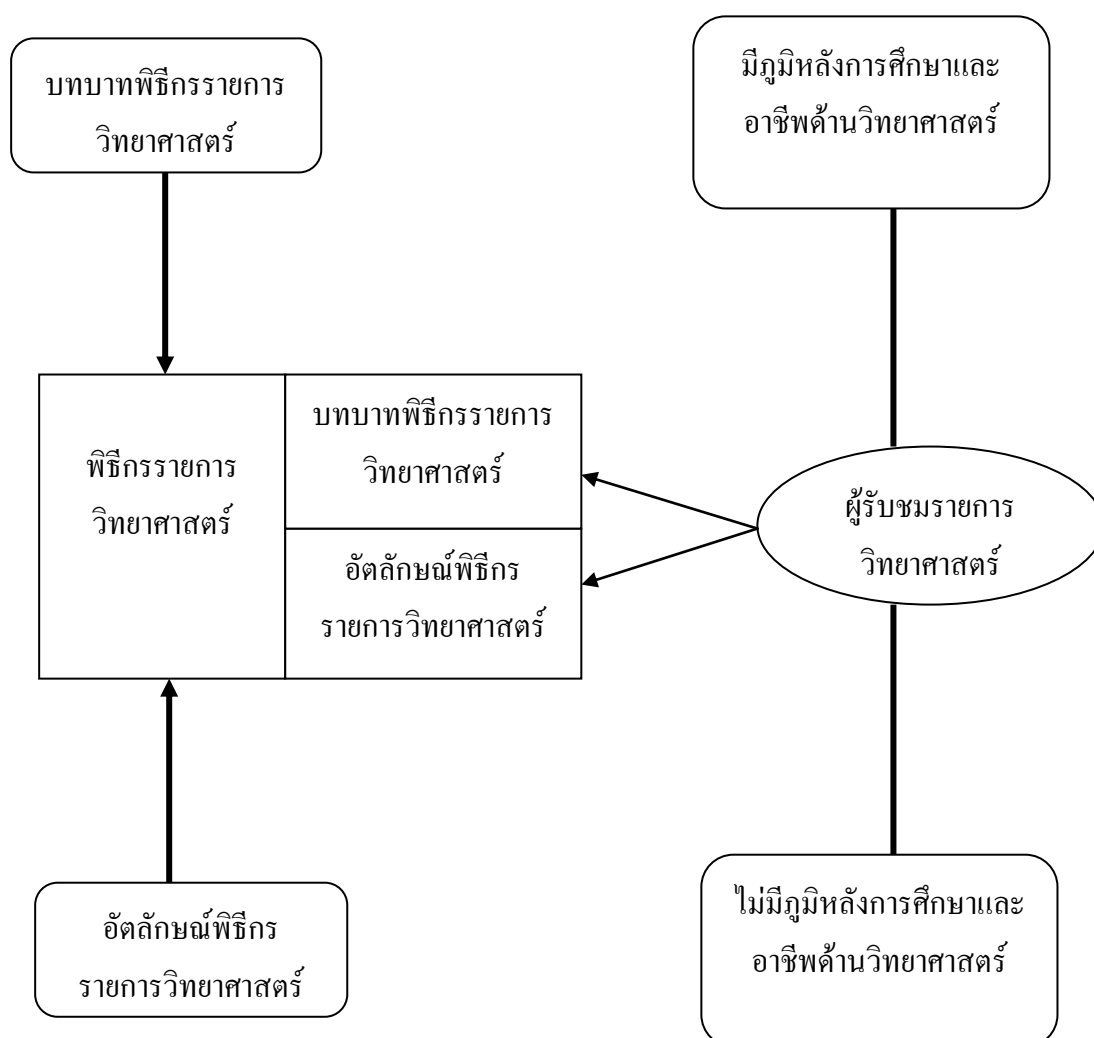 บทบาทพิธีกรรายการ
วิทยาศาสตร์
มีภูมิหลังการศึกษาและ
อาชีพด้านวิทยาศาสตร์
พิธีกรรายการ
วิทยาศาสตร์
บทบาทพิธีกรรายการ
วิทยาศาสตร์
อัตลักษณ์พิธีกร
รายการวิทยาศาสตร์
ผู้รับชมรายการ
วิทยาศาสตร์
อัตลักษณ์พิธีกร
รายการวิทยาศาสตร์
ไม่มีภูมิหลังการศึกษาและ
อาชีพด้านวิทยาศาสตร์